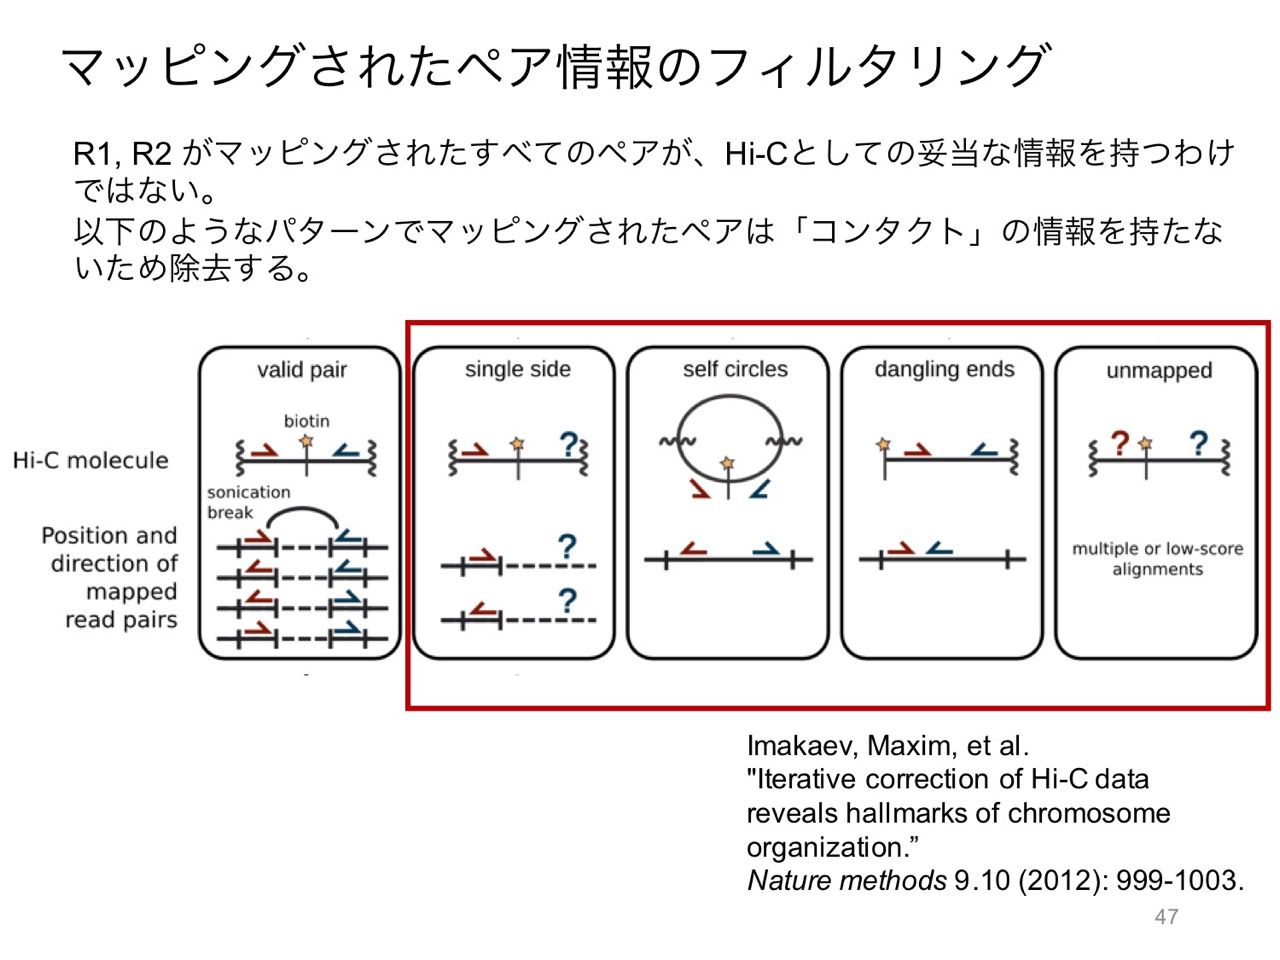 マッピングされたペア情報のフィルタリング
R1, R2 がマッピングされたすべてのペアが、Hi-Cとしての妥当な情報を持つわけ
ではない。
以下のようなパターンでマッピングされたペアは「コンタクト」の情報を持たな
いため除去する。
valid pair
single side
self circles
dangling ends
unmapped
biotin
?
?
?
Hi-C molecule
sonication
break
Position and
direction of
mapped
read pairs
?
?
multiple or low-score
alignments
Imakaev, Maxim, et al.
"Iterative correction of Hi-C data
reveals hallmarks of chromosome
organization.”
Nature methods 9.10 (2012): 999-1003.
47